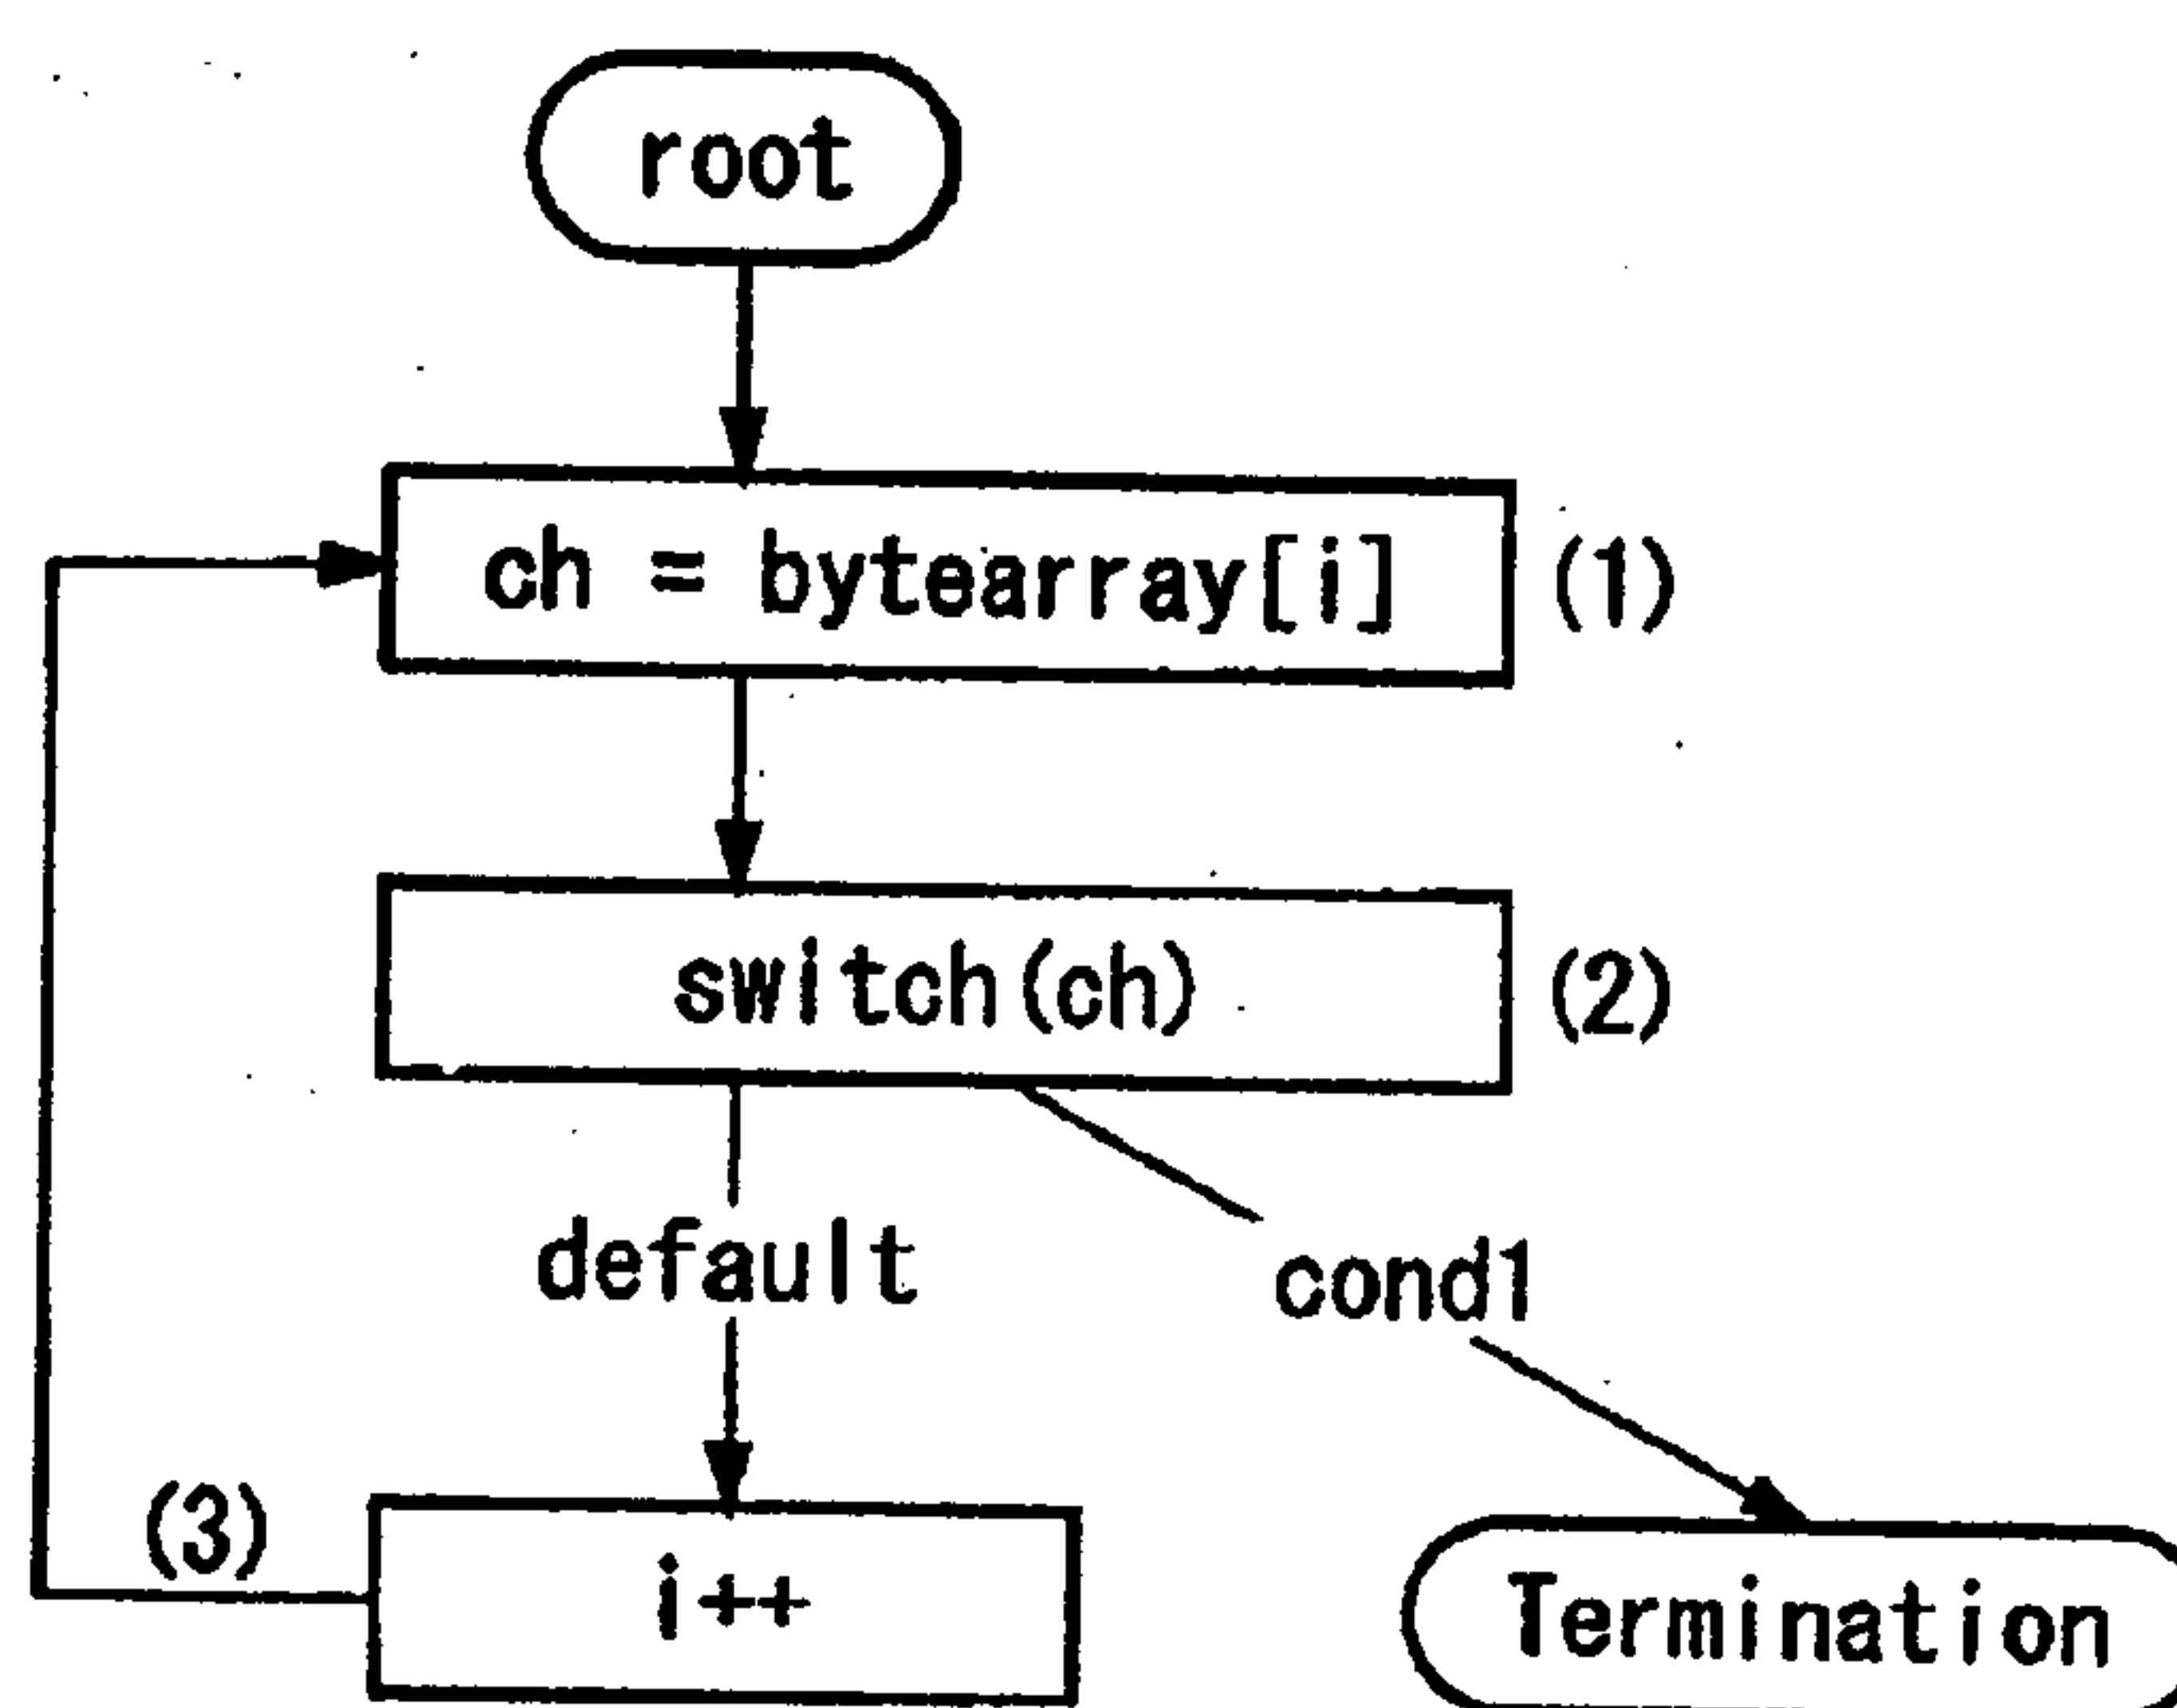 root
ch = bytearray[i] (1)
switch(ch) (2)
default
cond1
(3)
i++
Termination